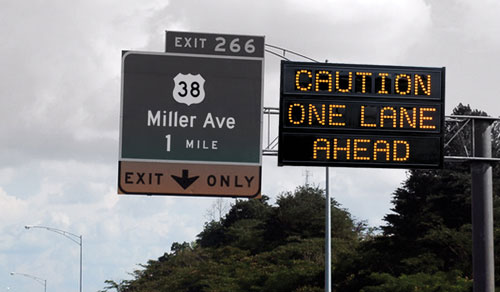 EXIT 266
38
Miller Ave
1 MILE
EXIT ONLY
CAUTION
ONE LANE
AHEAD